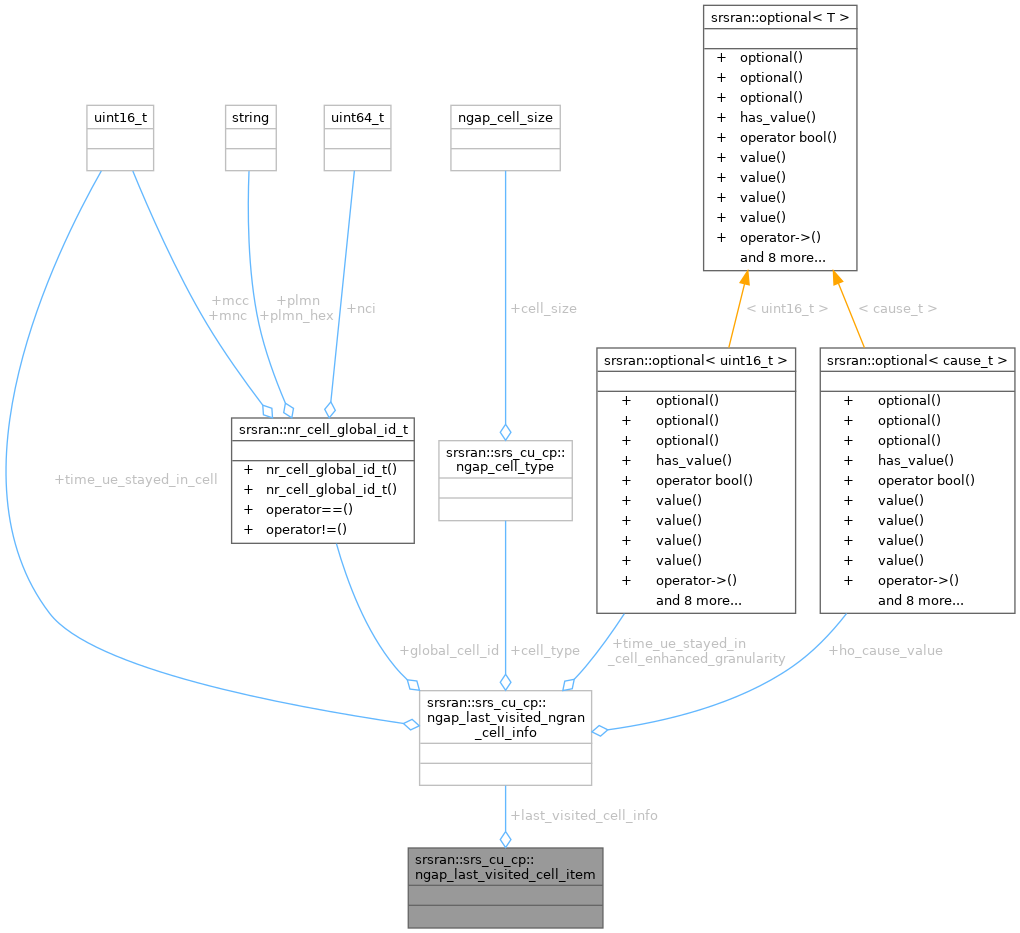 srsran::optional< T >
+ optional()
+ optional()
+ optional()
+ has_value()
+ operator bool()
+ value()
+ value()
+ value()
+ value()
+ operator->()
and 8 more...
uint16_t
string
uint64_t
ngap_cell_size
+mcc
+mnc
+plmn
+plmn_hex
+nci
+cell_size
< uint16_t >
< cause_t >
srsran::optional< uint16_t >
+ optional()
+ optional()
+ optional()
+ has_value()
+ operator bool()
+ value()
+ value()
+ value()
+ value()
+ operator->()
and 8 more...
srsran::optional< cause_t >
+ optional()
+ optional()
+ optional()
+ has_value()
+ operator bool()
+ value()
+ value()
+ value()
+ value()
+ operator->()
and 8 more...
srsran::nr_cell_global_id_t
+ nr_cell_global_id_t()
+ nr_cell_global_id_t()
+ operator==()
+ operator!=()
srsran::srs_cu_cp::
ngap_cell_type
+time_ue_stayed_in_cell
+global_cell_id
+cell_type
+time_ue_stayed_in
_cell_enhanced_granularity
+ho_cause_value
srsran::srs_cu_cp::
ngap_last_visited_ngran
_cell_info
+last_visited_cell_info
srsran::srs_cu_cp::
ngap_last_visited_cell_item